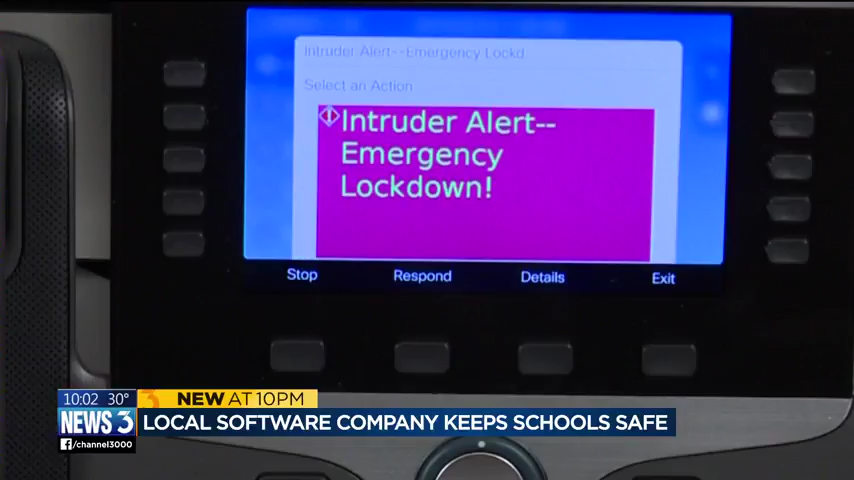 Intruder Alert--Emergency Lockd
Select an Action
Intruder Alert--
Emergency
Lockdown!
Stop Respond Details Exit
10:02 30° 3 NEW AT 10PM
NEWS 3 LOCAL SOFTWARE COMPANY KEEPS SCHOOLS SAFE
f/channel3000